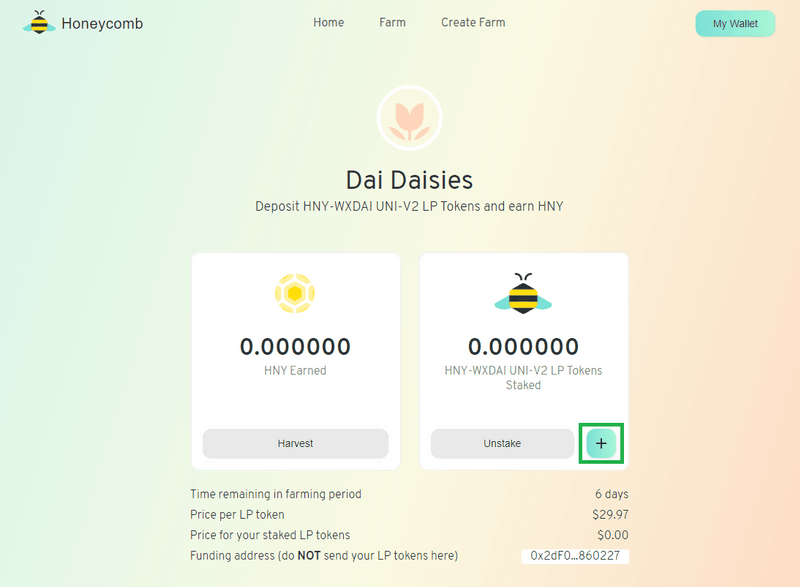 Honeycomb
Home
Farm
Create Farm
My Wallet
Dai Daisies
Deposit HNY-WXDAI UNI-V2 LP Tokens and earn HNY
0.000000
HNY Earned
Harvest
0.000000
HNY-WXDAI UNI-V2 LP Tokens
Staked
Unstake
+
Time remaining in farming period 6 days
Price per LP token $29.97
Price for your staked LP tokens $0.00
Funding address (do NOT send your LP tokens here) 0x2dF0...860227